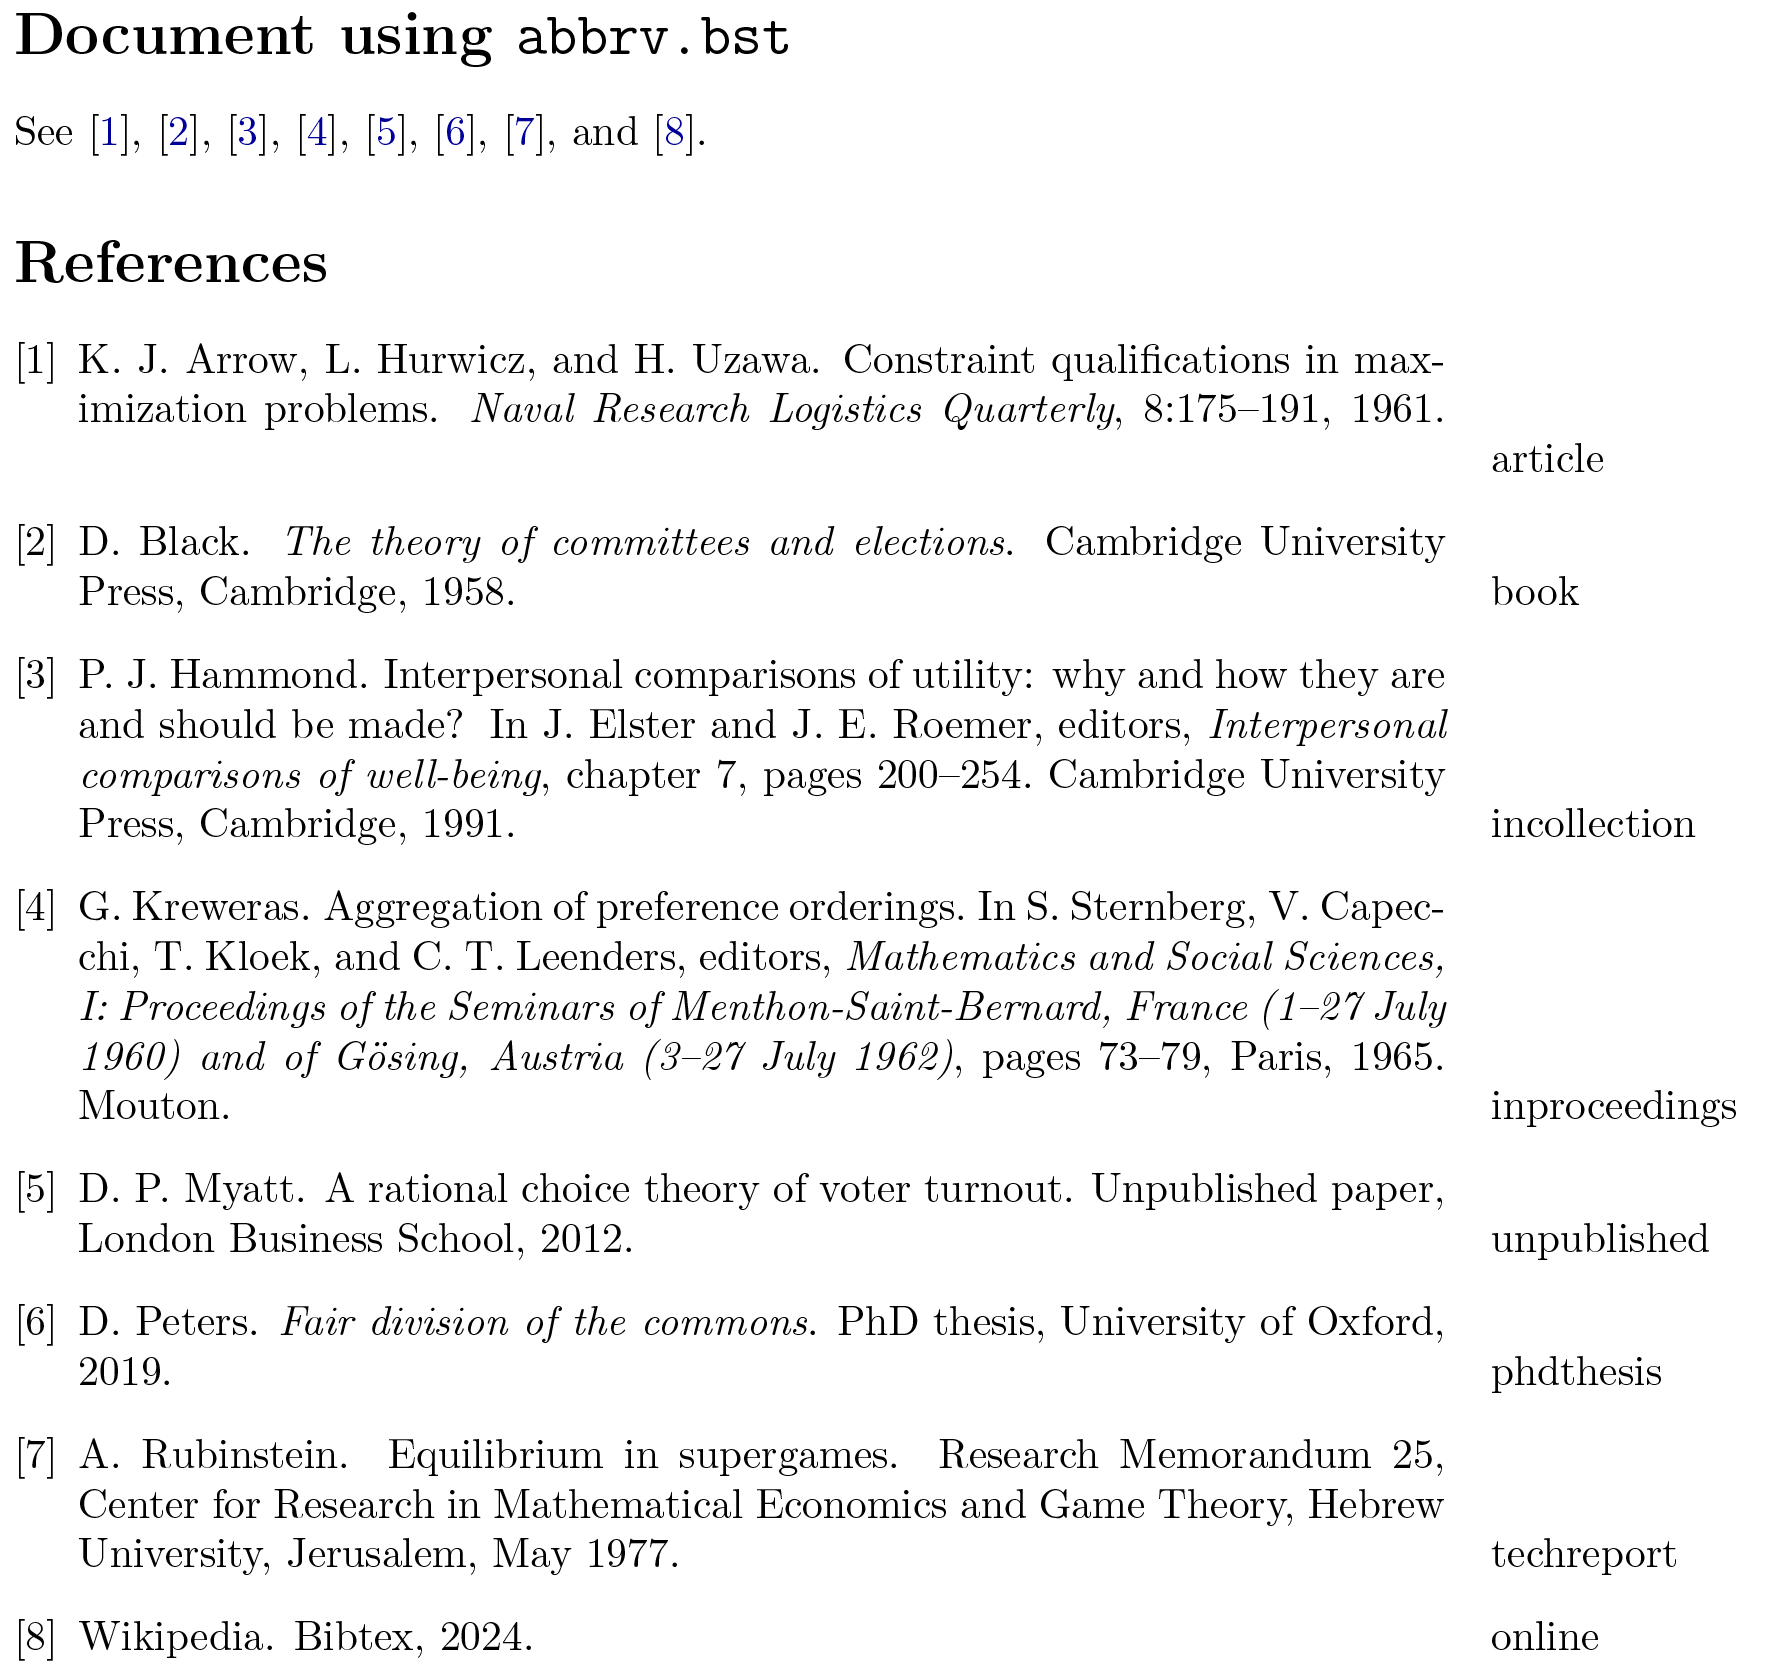 Document using abbrv.bst
See [1], [2], [3], [4], [5], [6], [7], and [8].
References
[1] K. J. Arrow, L. Hurwicz, and H. Uzawa. Constraint qualifications in max-
imization problems. Naval Research Logistics Quarterly, 8:175–191, 1961.
article
[2] D. Black. The theory of committees and elections. Cambridge University
Press, Cambridge, 1958. book
[3] P. J. Hammond. Interpersonal comparisons of utility: why and how they are
and should be made? In J. Elster and J. E. Roemer, editors, Interpersonal
comparisons of well-being, chapter 7, pages 200–254. Cambridge University
Press, Cambridge, 1991. incollection
[4] G. Kreweras. Aggregation of preference orderings. In S. Sternberg, V. Capec-
chi, T. Kloek, and C. T. Leenders, editors, Mathematics and Social Sciences,
I: Proceedings of the Seminars of Menthon-Saint-Bernard, France (1–27 July
1960) and of Gösing, Austria (3–27 July 1962), pages 73–79, Paris, 1965.
Mouton. inproceedings
[5] D. P. Myatt. A rational choice theory of voter turnout. Unpublished paper,
London Business School, 2012. unpublished
[6] D. Peters. Fair division of the commons. PhD thesis, University of Oxford,
2019. phdthesis
[7] A. Rubinstein. Equilibrium in supergames. Research Memorandum 25,
Center for Research in Mathematical Economics and Game Theory, Hebrew
University, Jerusalem, May 1977. techreport
[8] Wikipedia. Bibtex, 2024. online